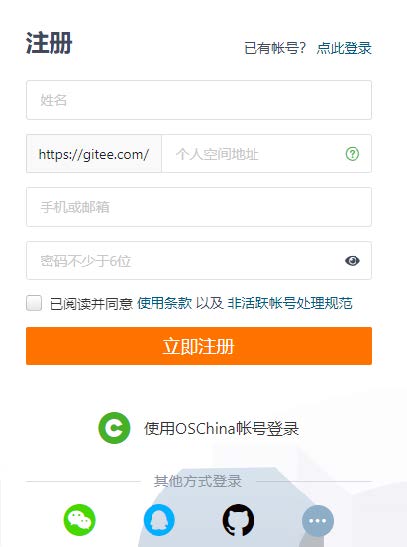 注册
已有帐号? 点此登录
姓名
https://gitee.com/ 个人空间地址
手机或邮箱
密码不少于6位
已阅读并同意 使用条款 以及 非活跃帐号处理规范
立即注册
使用OSChina帐号登录
其他方式登录